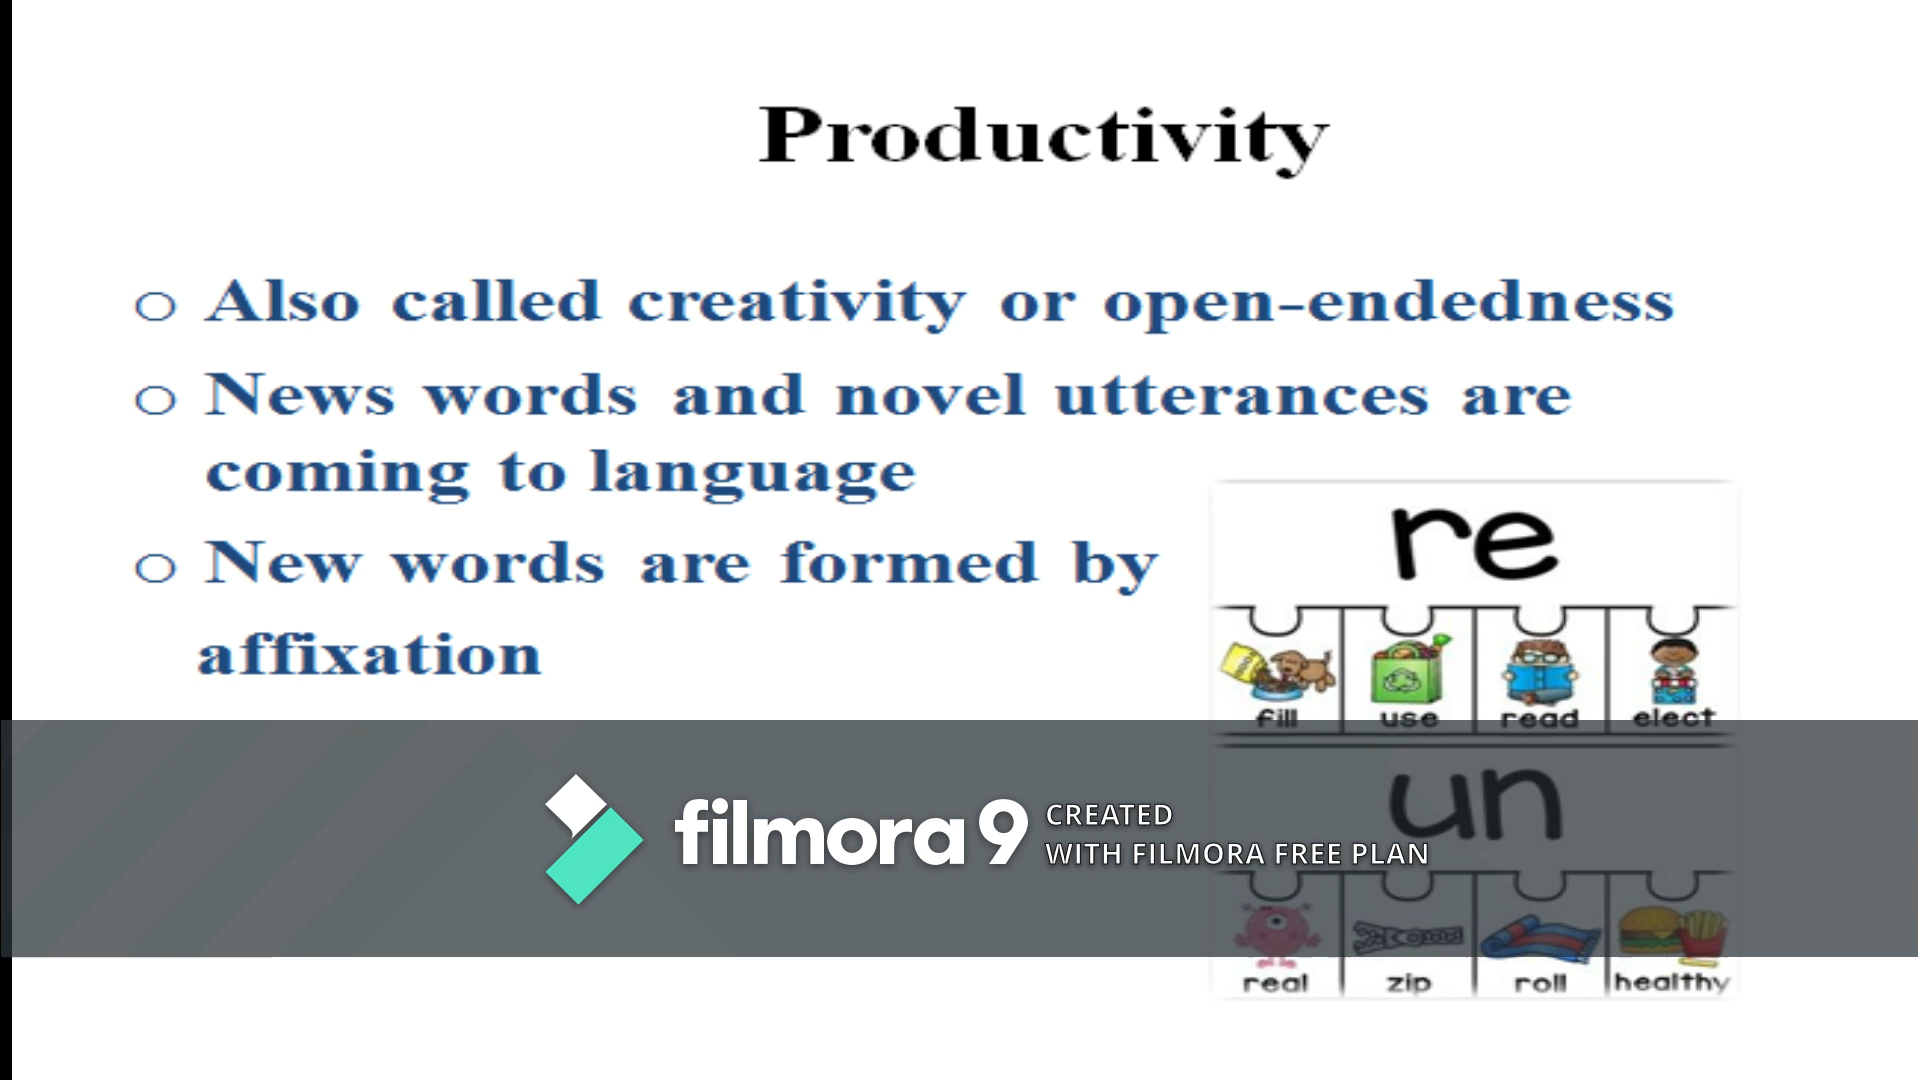 Productivity
o Also called creativity or open-endedness
o News words and novel utterances are
coming to language
o New words are formed by
affixation
re
fill use read elect
un
filmora9 CREATED
WITH FILMORA FREE PLAN
real zip roll healthy